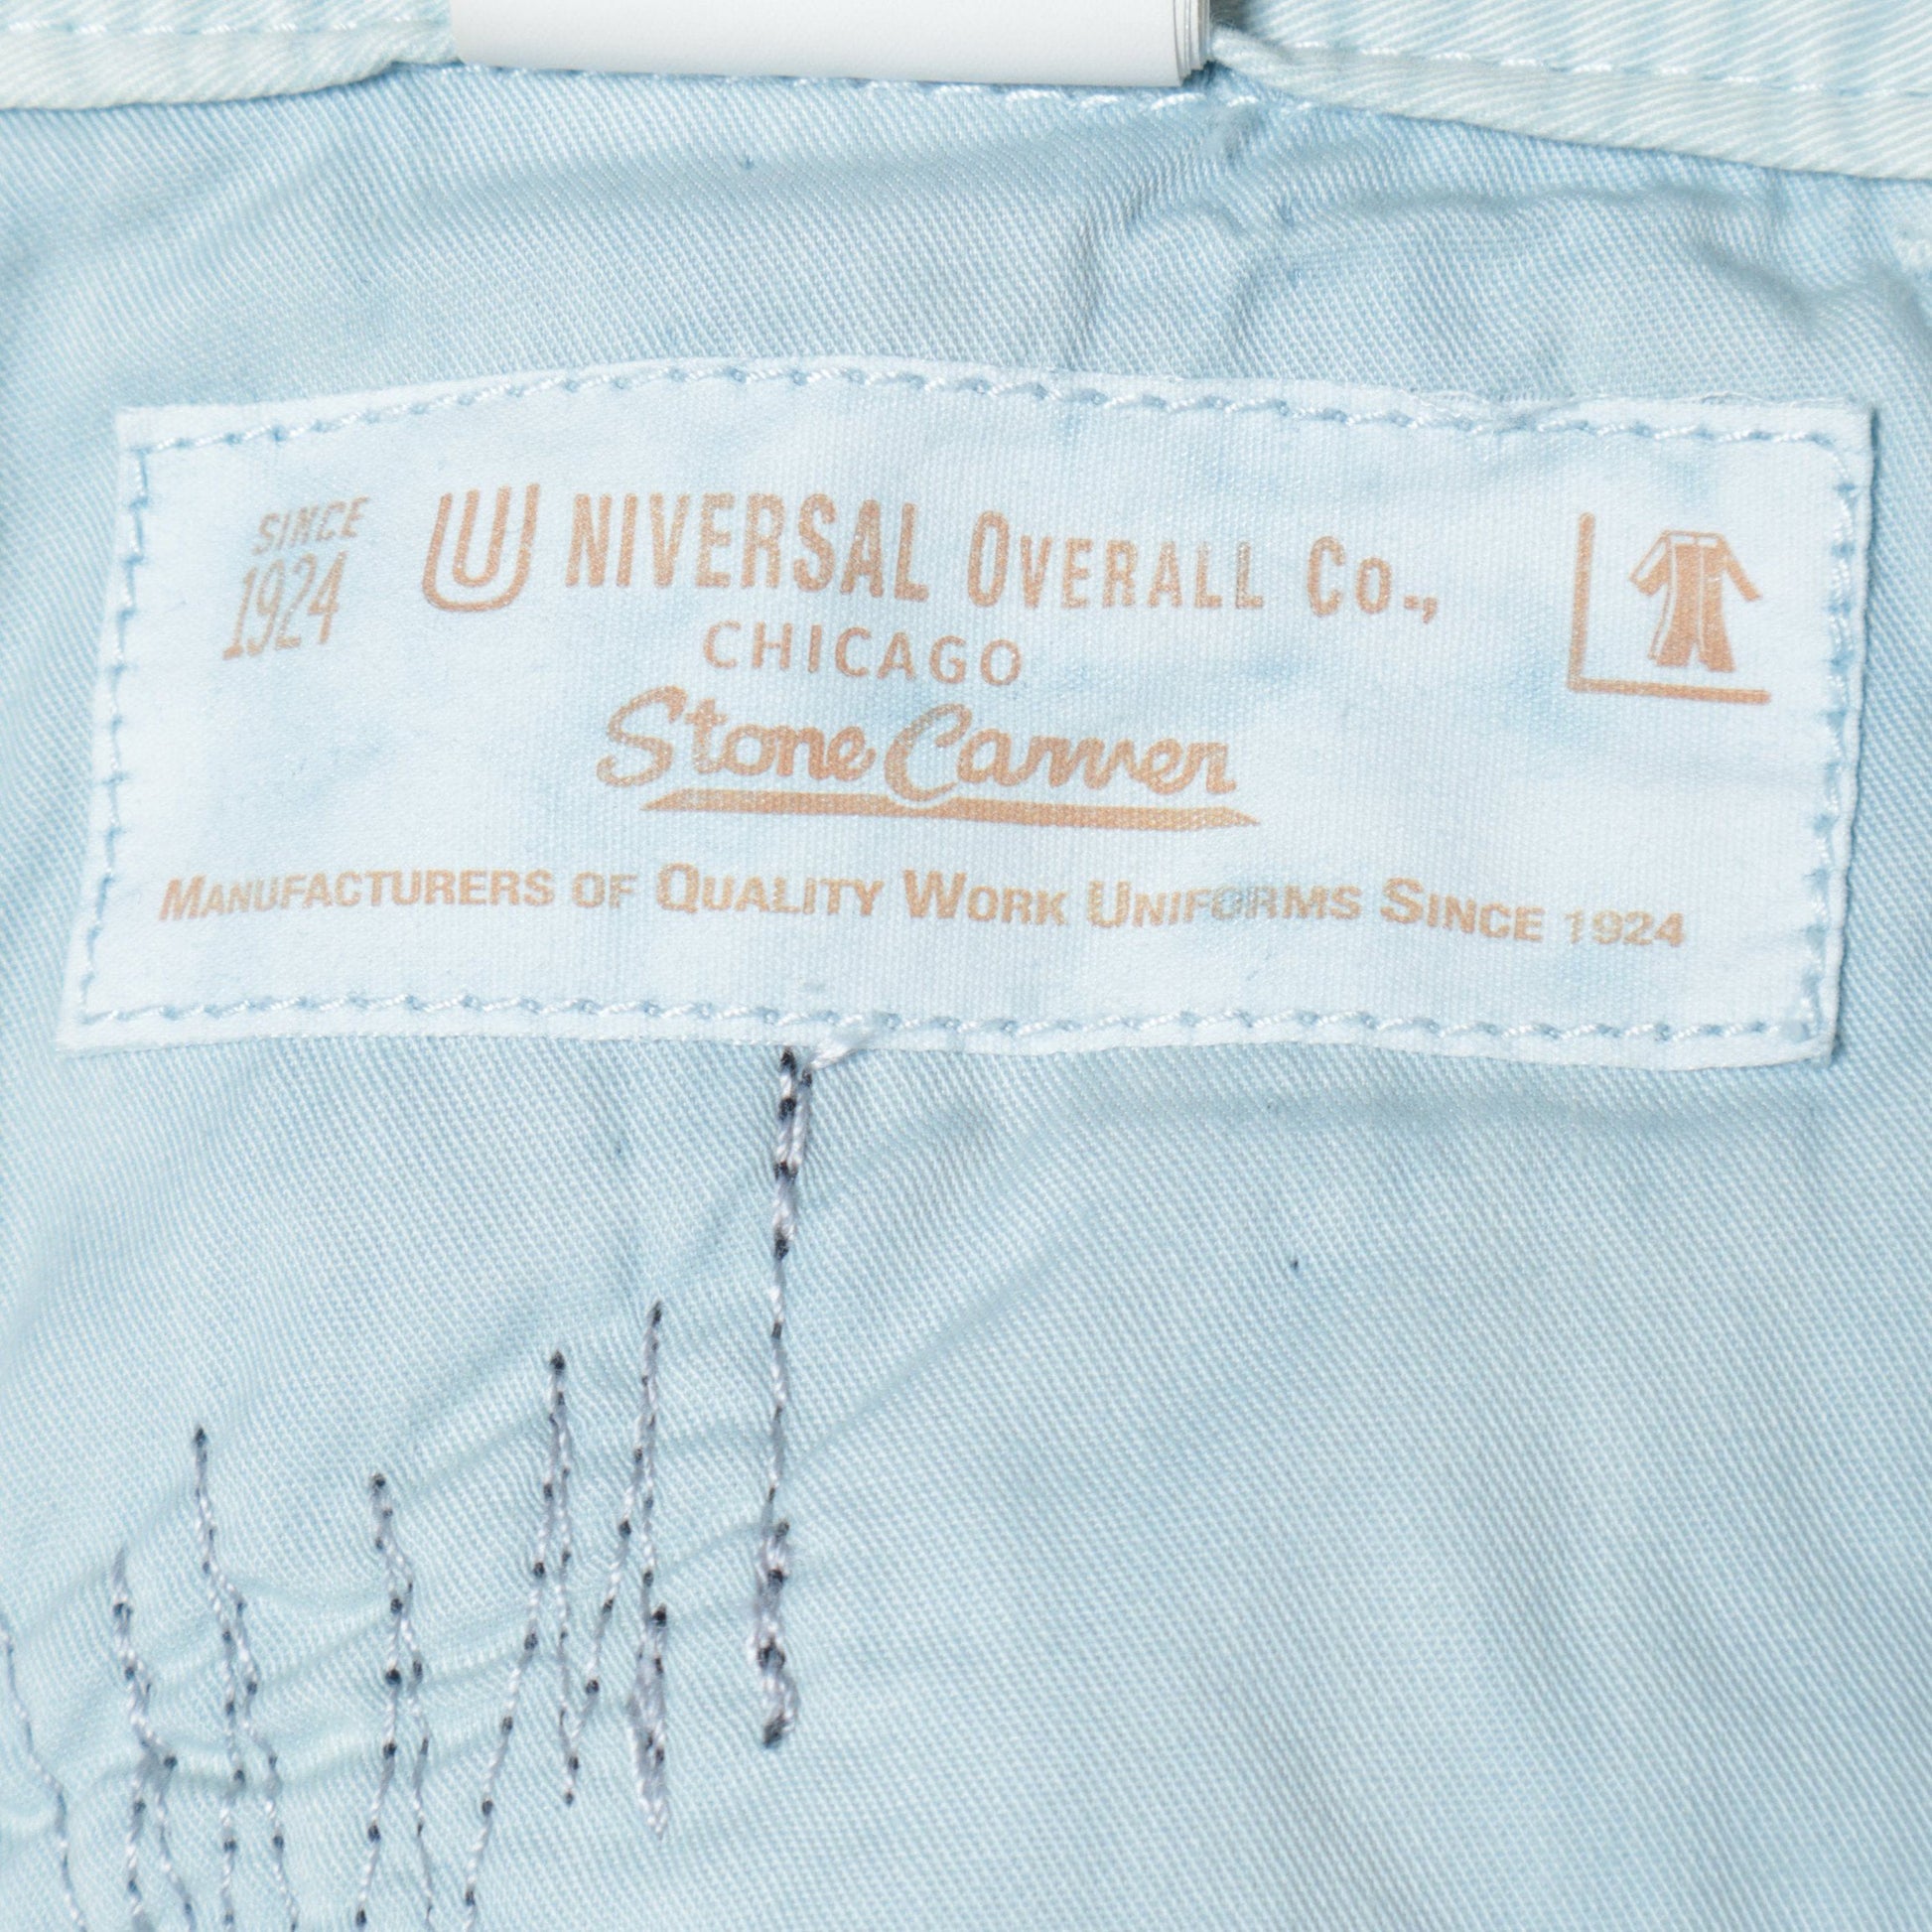 SINCE
1924
UNIVERSAL OVERALL CO.,
CHICAGO
Stone Carver
MANUFACTURERS OF QUALITY WORK UNIFORMS SINCE 1924